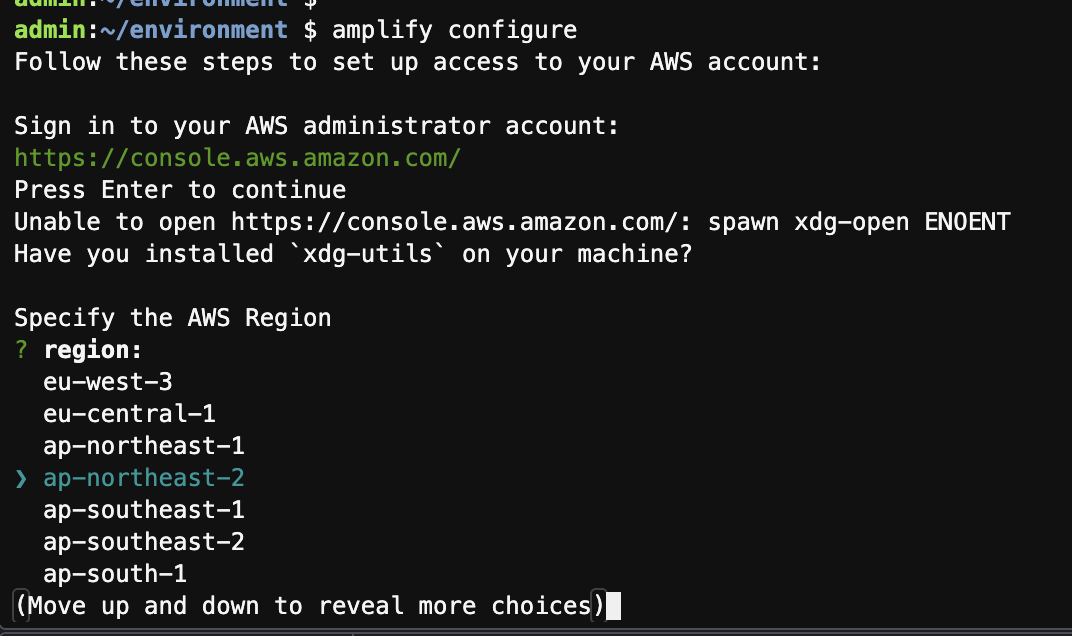 admin:~/environment $
admin:~/environment $ amplify configure
Follow these steps to set up access to your AWS account:
Sign in to your AWS administrator account:
https://console.aws.amazon.com/
Press Enter to continue
Unable to open https://console.aws.amazon.com/: spawn xdg-open ENOENT
Have you installed `xdg-utils` on your machine?
Specify the AWS Region
? region:
eu-west-3
eu-central-1
ap-northeast-1
❯ ap-northeast-2
ap-southeast-1
ap-southeast-2
ap-south-1
(Move up and down to reveal more choices)